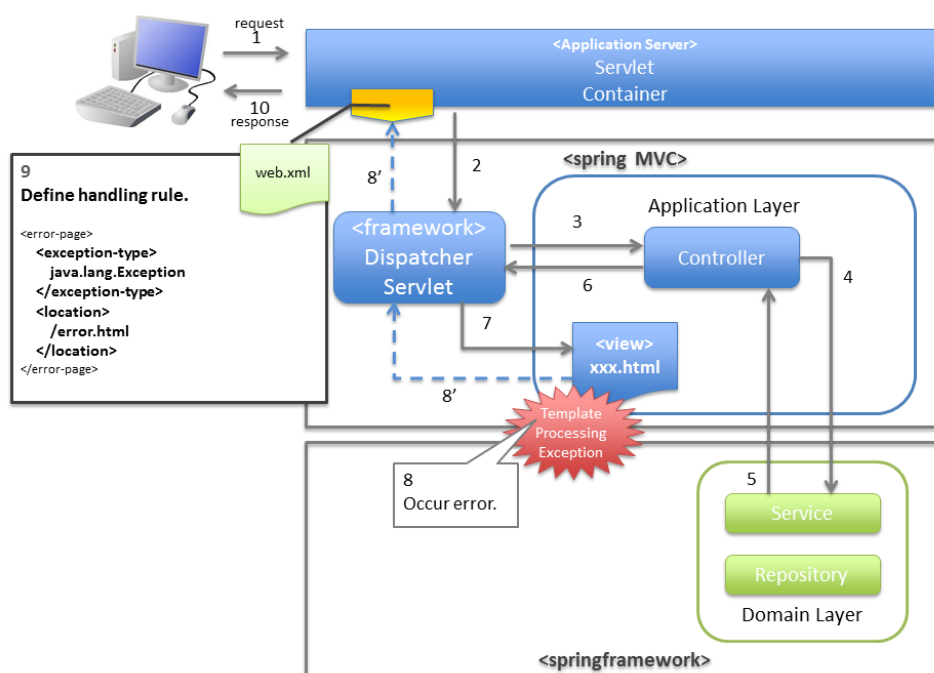 request
1
10
response
<Application Server>
Servlet
Container
9
Define handling rule.
<error-page>
<exception-type>
java.lang.Exception
</exception-type>
<location>
/error.html
</location>
</error-page>
web.xml
8’
2
<spring MVC>
<framework>
Dispatcher
Servlet
Application Layer
3
Controller
6
4
7
<view>
xxx.html
8’
Template
Processing
Exception
8
Occur error.
5
Service
Repository
Domain Layer
<springframework>